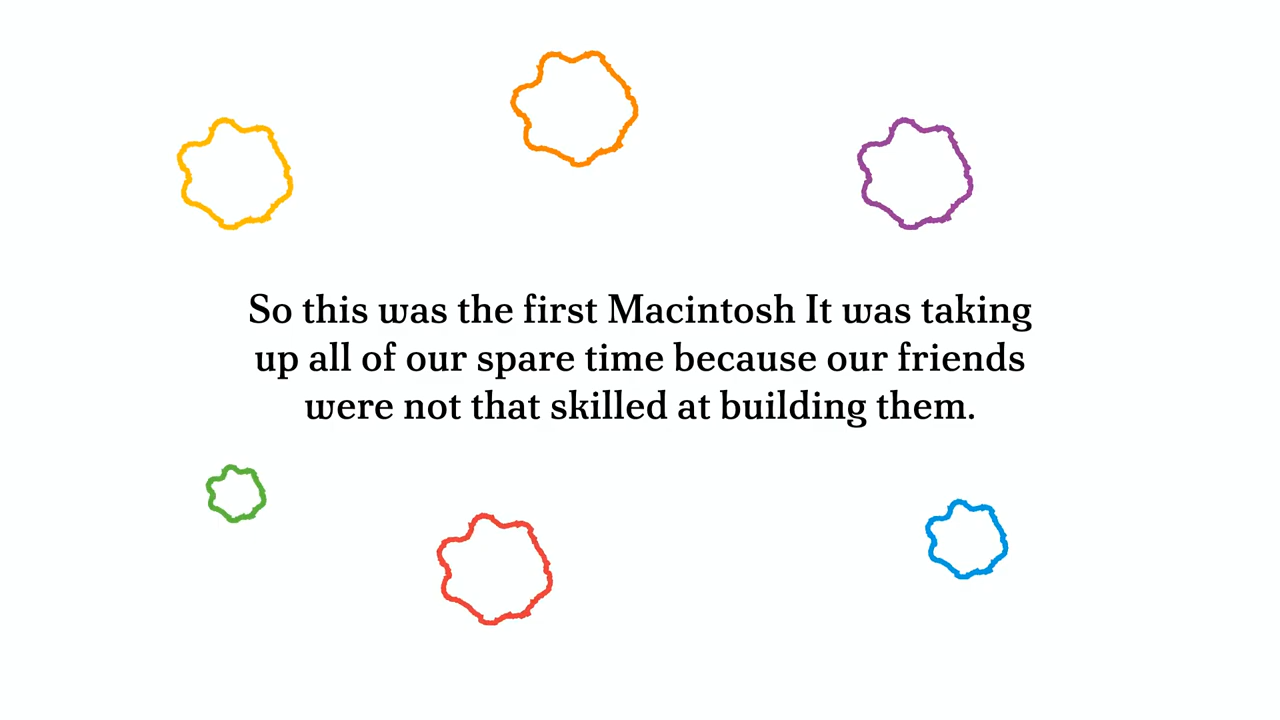 So this was the first Macintosh It was taking
up all of our spare time because our friends
were not that skilled at building them.